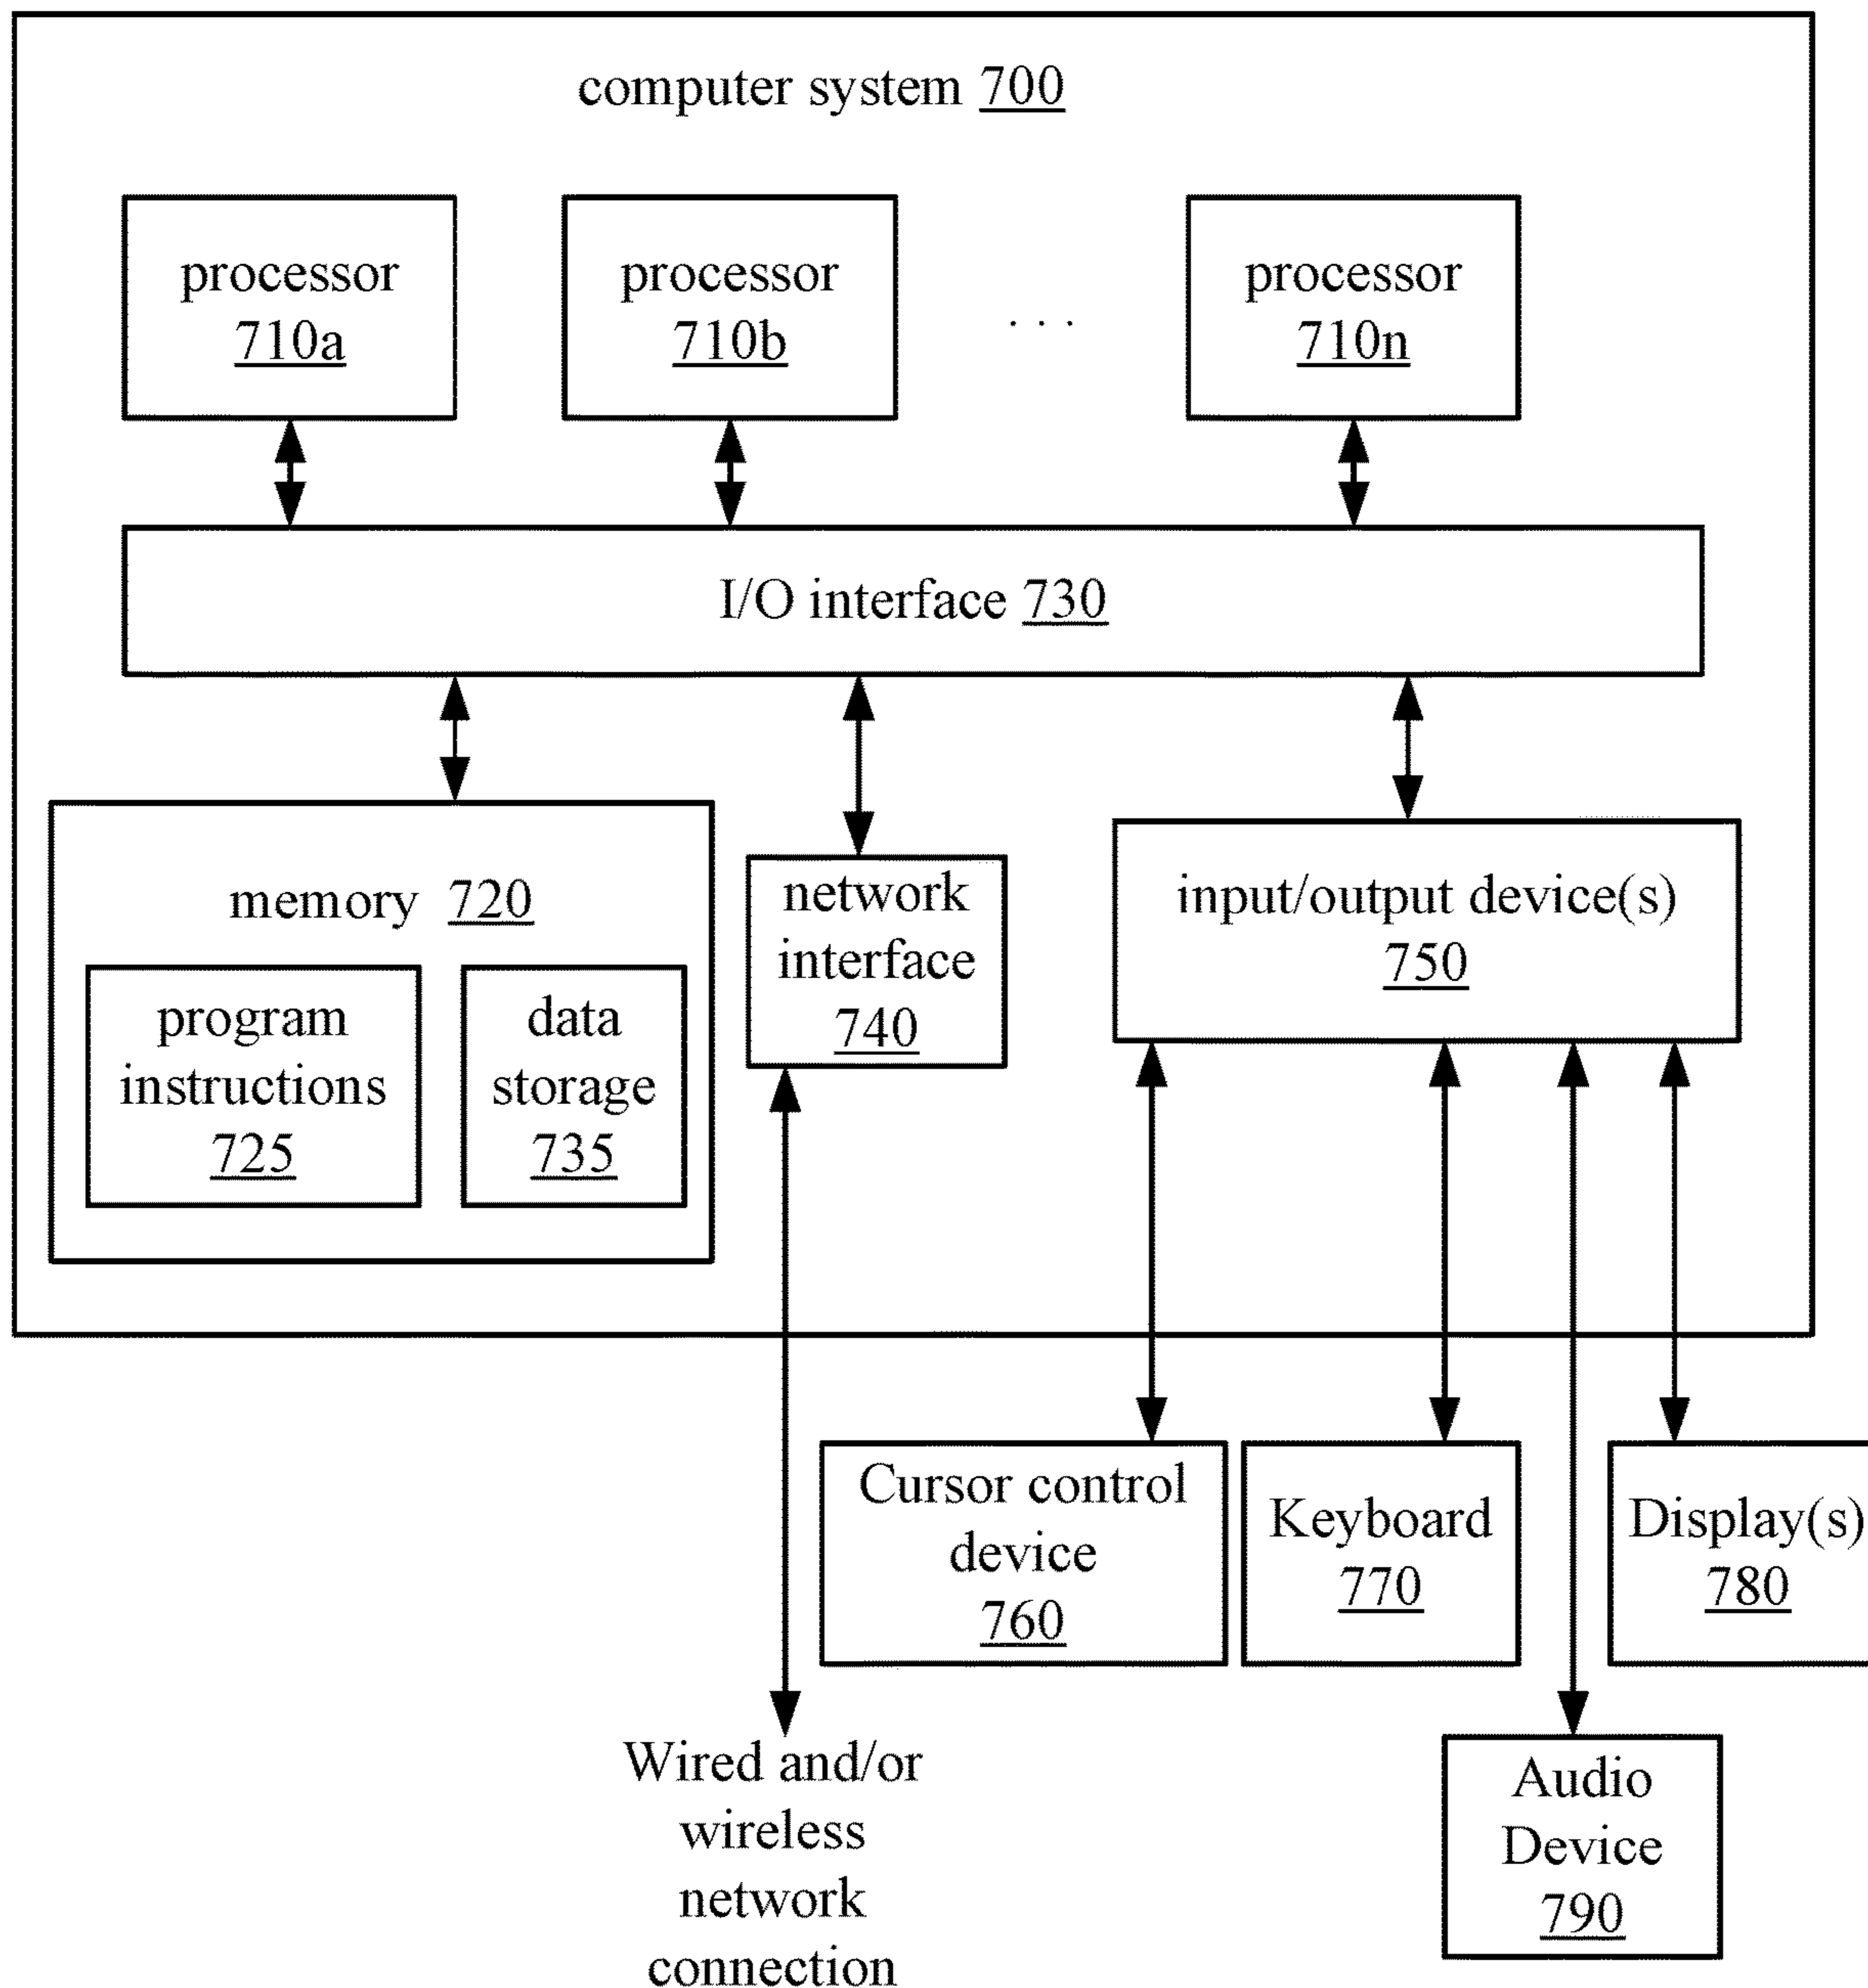 computer system 700
processor
710a
processor
710b
. . .
processor
710n
I/O interface 730
memory 720
program
instructions
725
data
storage
735
network
interface
740
input/output device(s)
750
Cursor control
device
760
Keyboard
770
Display(s)
780
Wired and/or
wireless
network
connection
Audio
Device
790